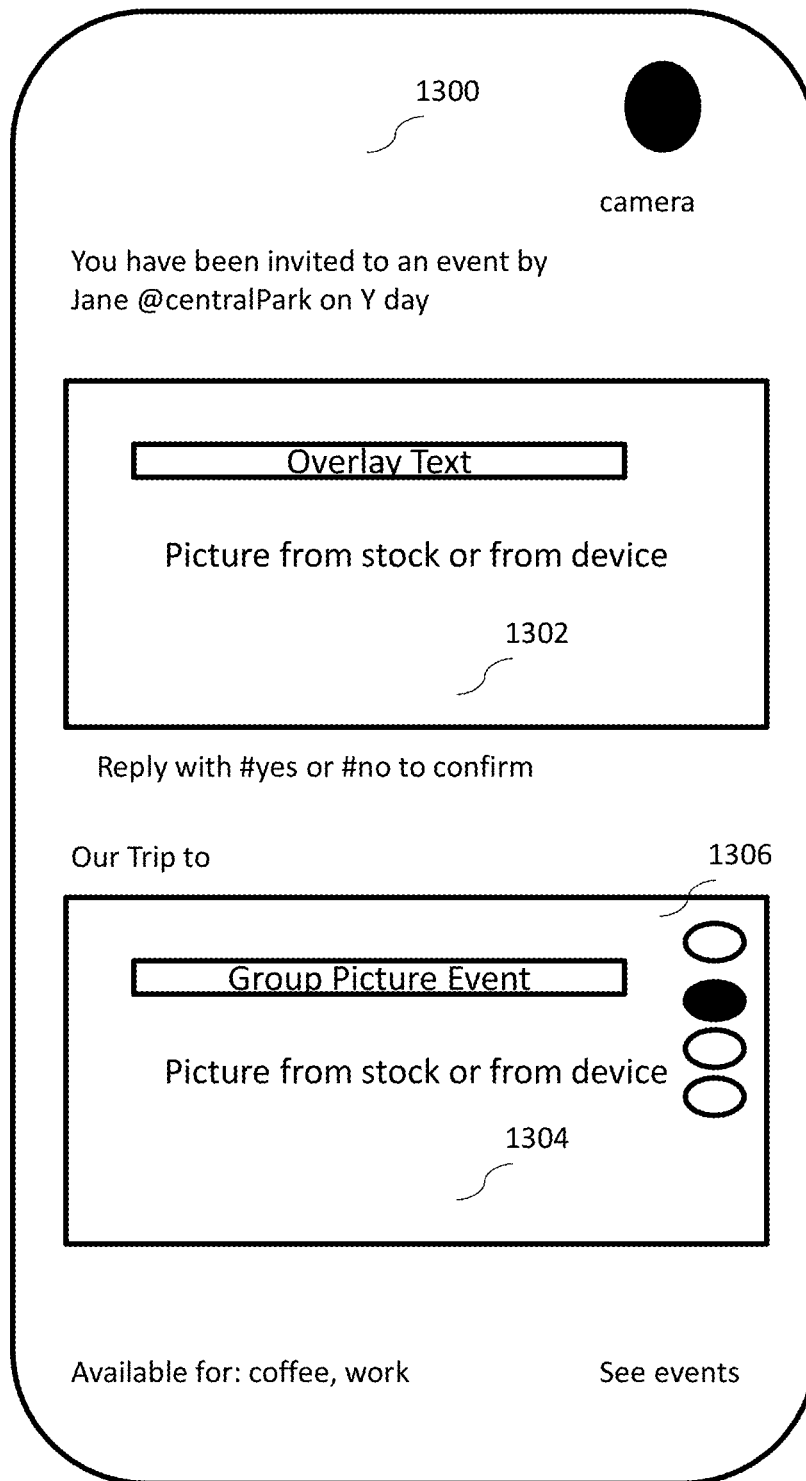 1300
camera
You have been invited to an event by
Jane @centralPark on Y day
Overlay Text
Picture from stock or from device
1302
Reply with #yes or #no to confirm
Our Trip to
1306
Group Picture Event
Picture from stock or from device
1304
Available for: coffee, work
See events